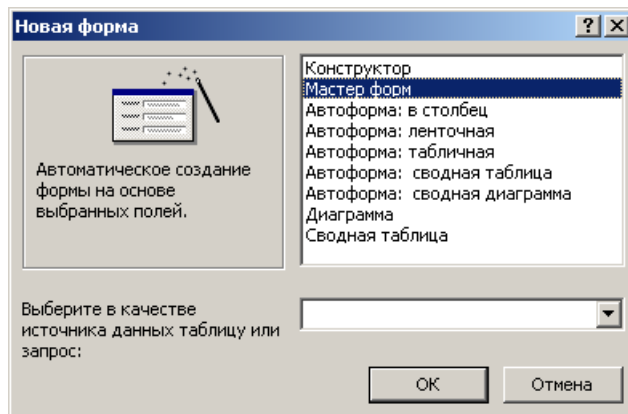 Новая форма
Автоматическое создание
формы на основе
выбранных полей.
Конструктор
Мастер форм
Автоформа: в столбец
Автоформа: ленточная
Автоформа: табличная
Автоформа: сводная таблица
Автоформа: сводная диаграмма
Диаграмма
Сводная таблица
Выберите в качестве
источника данных таблицу или
запрос:
ОК
Отмена